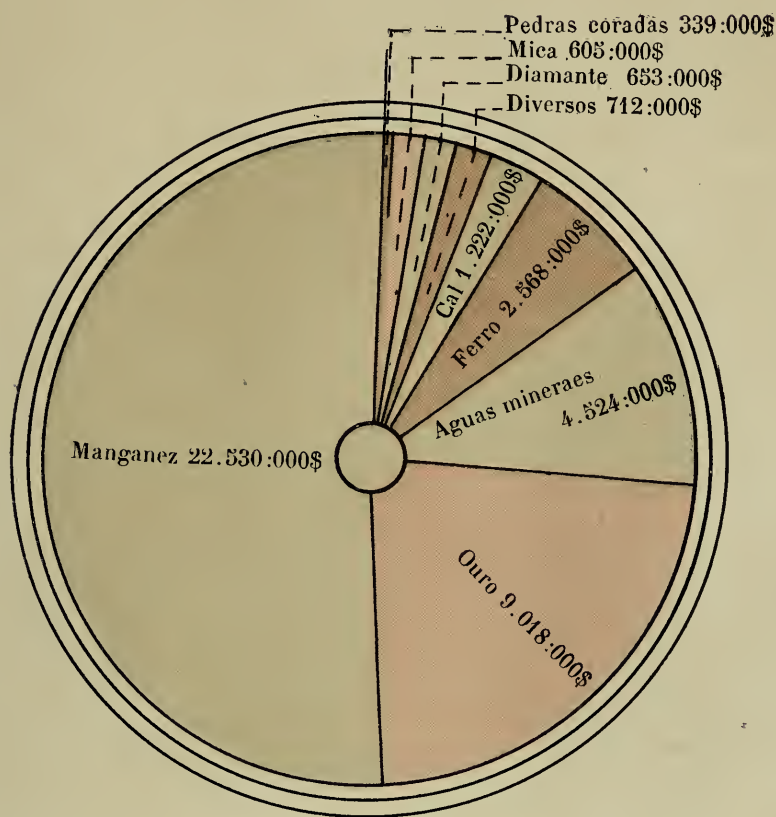 Pedras coradas 339:000$
Mica 605:000$
Diamante 653:000$
Diversos 712:000$
Cal 1.222:000$
Ferro 2.568:000$
Aguas mineraes
4.524:000$
Manganez 22.530:000$
Ouro 9.018:000$